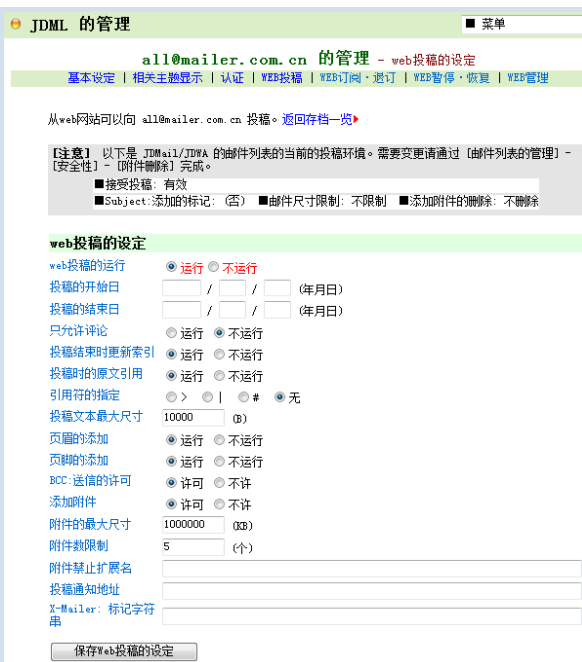 JDML 的管理
■ 菜单
all@mailer.com.cn 的管理 - web投稿的设定
基本设定 | 相关主题显示 | 认证 | WEB投稿 | WEB订阅・退订 | WEB暂停・恢复 | WEB管理
从web网站可以向 all@mailer.com.cn 投稿。返回存档一览▶
【注意】 以下是 JDMail/JDWA 的邮件列表的当前的投稿环境。需要变更请通过 [邮件列表的管理] -
[安全性] - [附件删除] 完成。
■接受投稿: 有效
■Subject:添加的标记: (否) ■邮件尺寸限制: 不限制 ■添加附件的删除: 不删除
web投稿的设定
web投稿的运行 运行 不运行
投稿的开始日 / / (年月日)
投稿的结束日 / / (年月日)
只允许评论 运行 不运行
投稿结束时更新索引 运行 不运行
投稿时的原文引用 运行 不运行
引用符的指定 > | # 无
投稿文本最大尺寸 10000 (B)
页眉的添加 运行 不运行
页脚的添加 运行 不运行
BCC:送信的许可 许可 不许
添加附件 许可 不许
附件的最大尺寸 1000000 (KB)
附件数限制 5 (个)
附件禁止扩展名
投稿通知地址
X-Mailer: 标记字符
串
保存Web投稿的设定